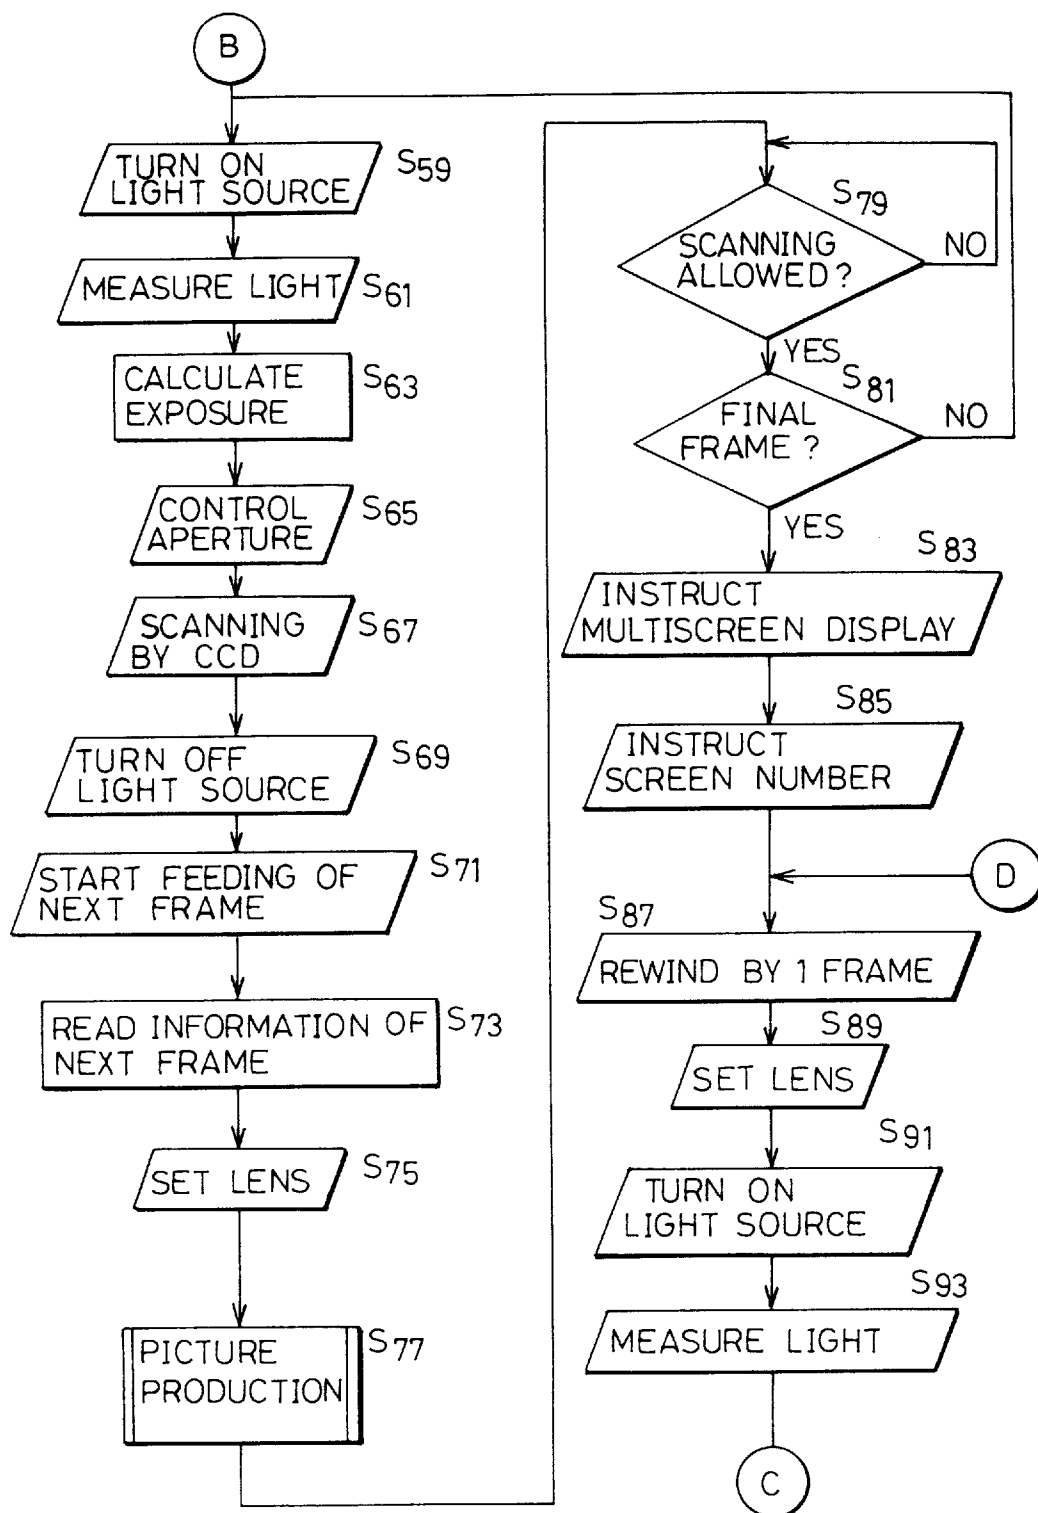 B
TURN ON
LIGHT SOURCE
S59
MEASURE LIGHT
S61
CALCULATE
EXPOSURE
S63
CONTROL
APERTURE
S65
SCANNING
BY CCD
S67
TURN OFF
LIGHT SOURCE
S69
START FEEDING OF
NEXT FRAME
S71
READ INFORMATION OF
NEXT FRAME
S73
SET LENS
S75
PICTURE
PRODUCTION
S77
S79
SCANNING
ALLOWED?
NO
YES
S81
FINAL
FRAME?
NO
YES
S83
INSTRUCT
MULTISCREEN DISPLAY
S85
INSTRUCT
SCREEN NUMBER
D
S87
REWIND BY 1 FRAME
S89
SET LENS
S91
TURN ON
LIGHT SOURCE
S93
MEASURE LIGHT
C